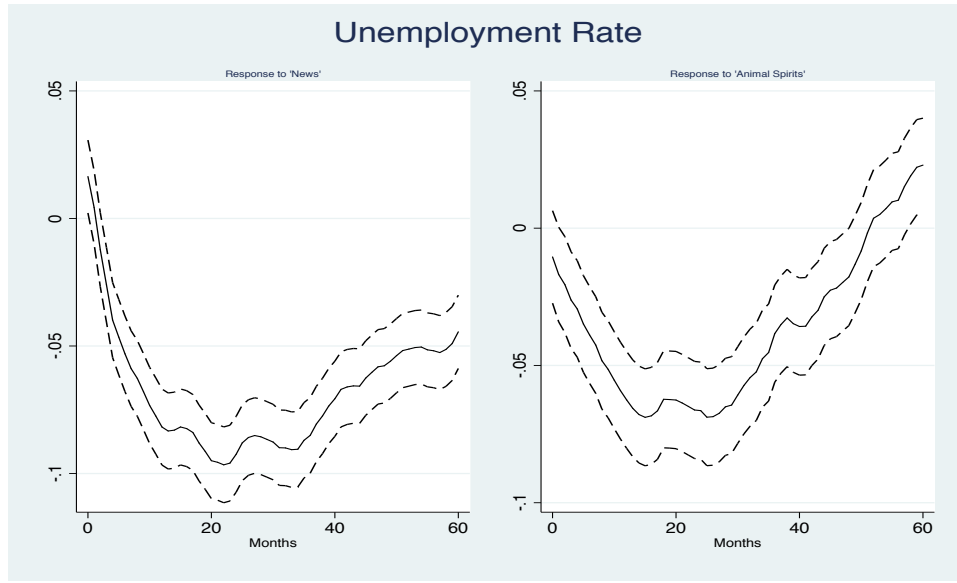 Unemployment Rate
Response to 'News'
.05
0
-.05
-.1
0 20 40 60
Months
Response to 'Animal Spirits'
.05
0
-.05
-.1
0 20 40 60
Months